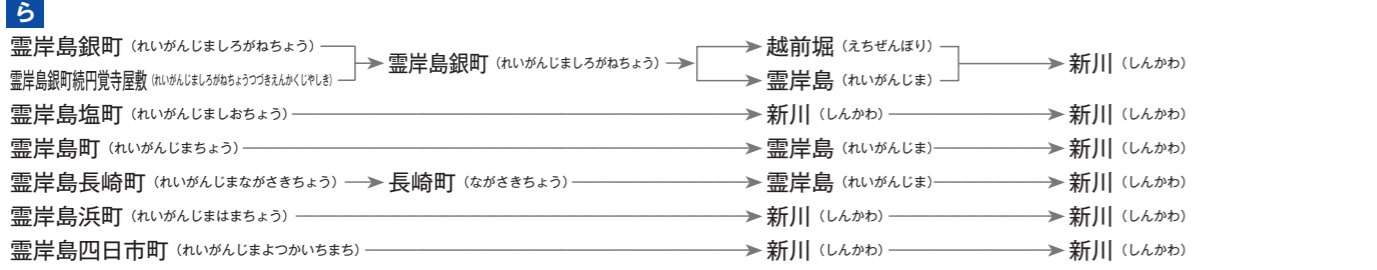 ら
霊岸島銀町（れいがんじましろがねちょう） 霊岸島銀町（れいがんじましろがねちょう） 越前堀（えちぜんぼり） 新川（しんかわ）
霊岸島銀町続円覚寺屋敷（れいがんじましろがねちょうつづきえんかくじやしき） 霊岸島（れいがんじま）
霊岸島塩町（れいがんじましおちょう） 新川（しんかわ） 新川（しんかわ）
霊岸島町（れいがんじまちょう） 霊岸島（れいがんじま） 新川（しんかわ）
霊岸島長崎町（れいがんじまながさきちょう） 長崎町（ながさきちょう） 霊岸島（れいがんじま） 新川（しんかわ）
霊岸島浜町（れいがんじまはまちょう） 新川（しんかわ） 新川（しんかわ）
霊岸島四日市町（れいがんじまよつかいちまち） 新川（しんかわ） 新川（しんかわ）